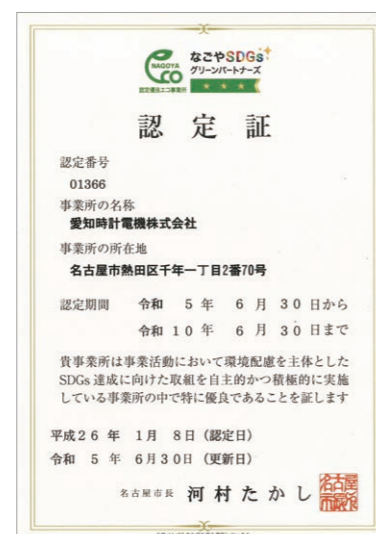 NAGOYA
eco
認定優良エコ事業所
なごやSDGs
グリーンパートナーズ
認定証
認定番号
01366
事業所の名称
愛知時計電機株式会社
事業所の所在地
名古屋市熱田区千年一丁目2番70号
認定期間 令和 5年 6月 30日から
令和 10年 6月 30日まで
貴事業所は事業活動において環境配慮を主体とした
SDGs 達成に向けた取組を自主的かつ積極的に実施
している事業所の中で特に優良であることを証します
平成26年 1月 8日(認定日)
令和 5年 6月30日(更新日)
名古屋市長 河村たかし